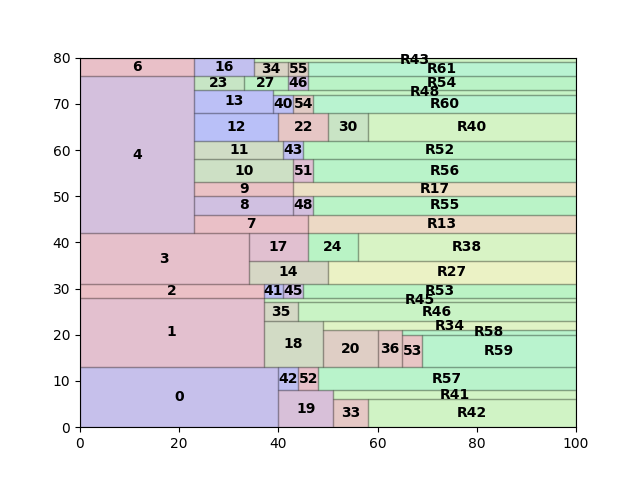 80
R43
6 16 34 55 R61
23 27 46 R54
R48
70
13 40 54 R60
12 22 30 R40
60
11 43 R52
4
10 51 R56
50
9 R17
8 48 R55
7 R13
40
3 17 24 R38
14 R27
30
2 41 45 R53
R45
35 R46
R34
20
1 18 R58
20 36 53 R59
10
42 52 R57
0
R41
19 33 R42
0
0 20 40 60 80 100